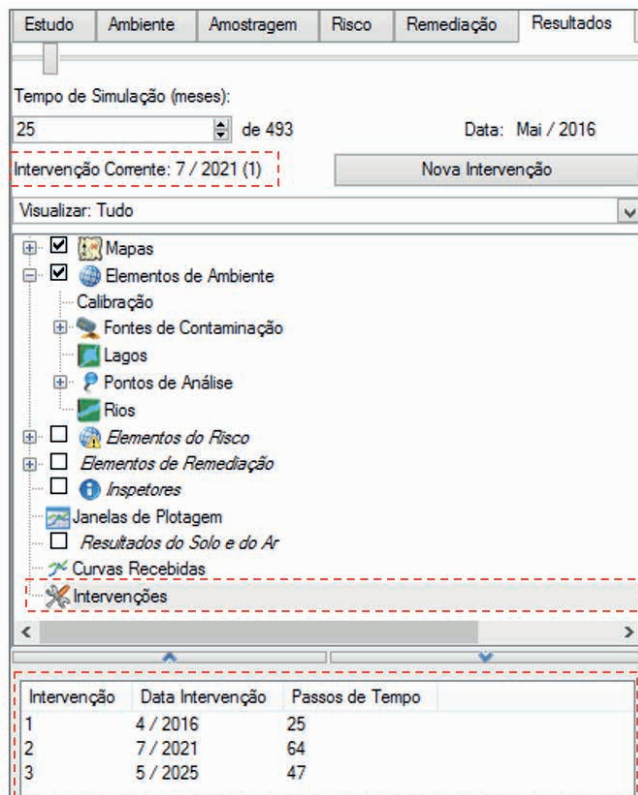 Estudo Ambiente Amostragem Risco Remediação Resultados
Tempo de Simulação (meses):
25 de 493 Data: Mai / 2016
Intervenção Corrente: 7 / 2021 (1) Nova Intervenção
Visualizar: Tudo
Mapas
Elementos de Ambiente
Calibração
Fontes de Contaminação
Lagos
Pontos de Análise
Rios
Elementos do Risco
Elementos de Remediação
Inspetores
Janelas de Plotagem
Resultados do Solo e do Ar
Curvas Recebidas
Intervenções
Intervenção Data Intervenção Passos de Tempo
1 4 / 2016 25
2 7 / 2021 64
3 5 / 2025 47